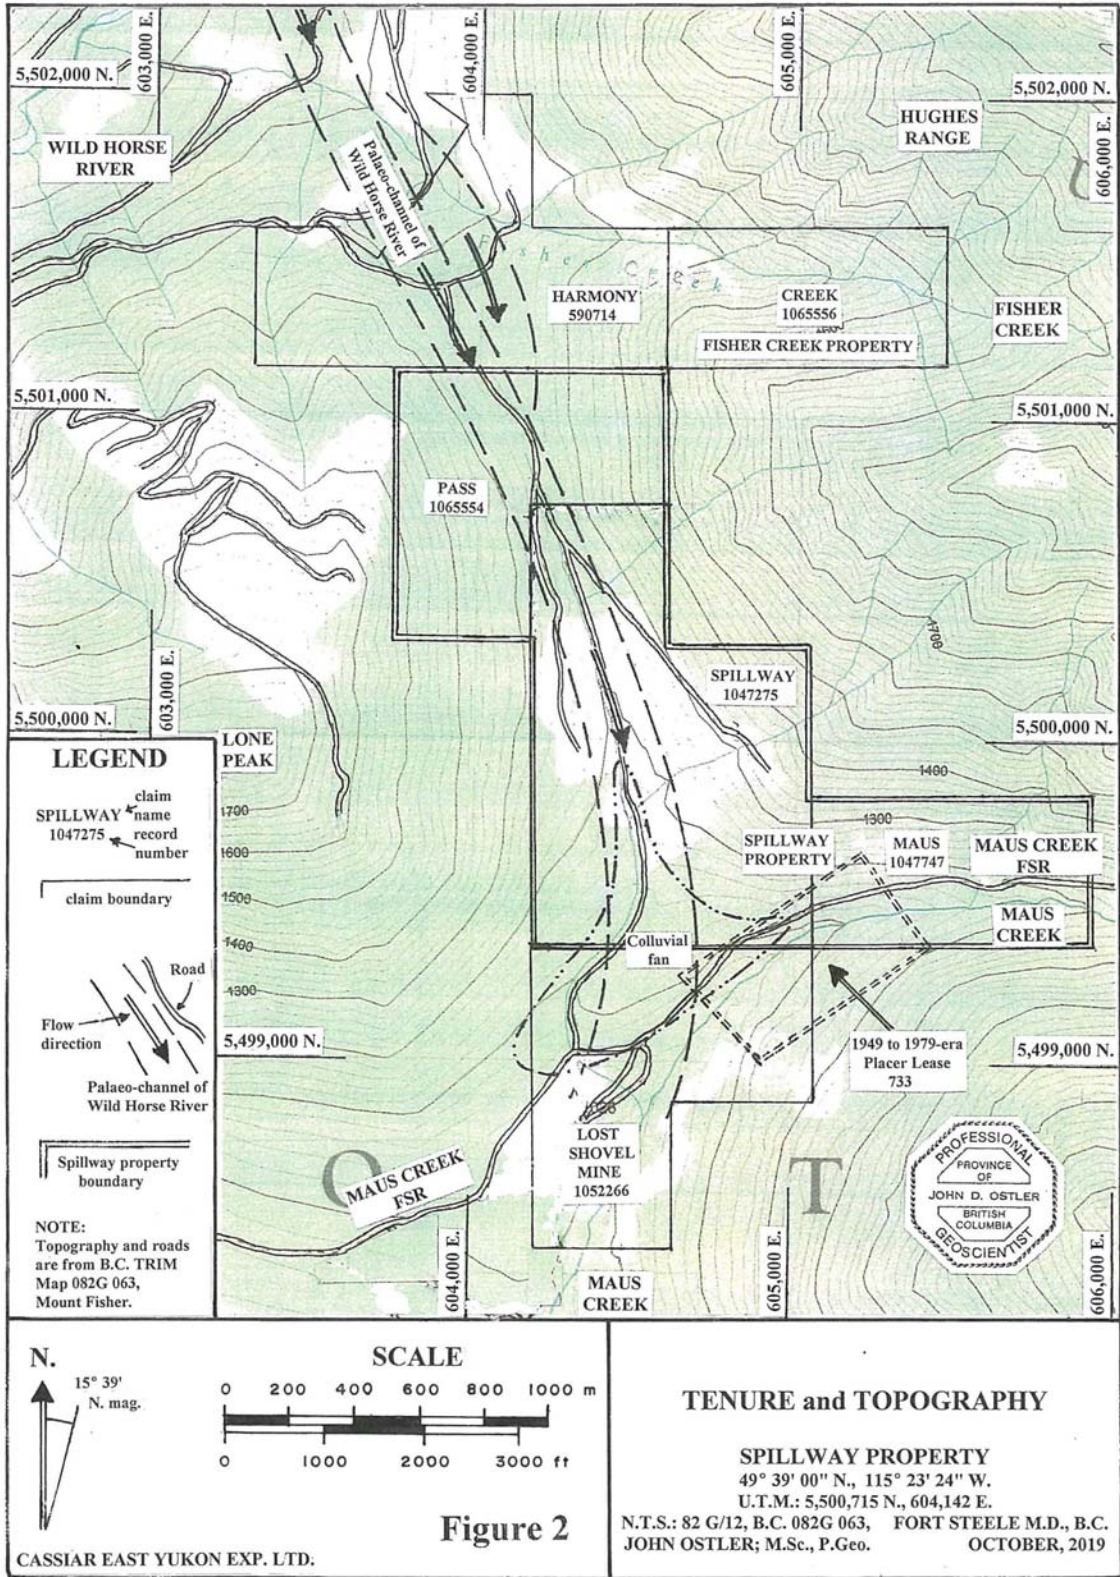 603,000 E.
604,000 E.
605,000 E.
5,502,000 N.
5,502,000 N.
HUGHES
RANGE
606,000 E.
WILD HORSE
RIVER
Palaeo-channel of
Wild Horse River
Fisher Creek
HARMONY
590714
CREEK
1065556
FISHER CREEK PROPERTY
FISHER
CREEK
5,501,000 N.
5,501,000 N.
PASS
1065554
1700
SPILLWAY
1047275
603,000 E.
5,500,000 N.
5,500,000 N.
LONE
PEAK
1400
1300
1700
1600
1500
1400
1300
SPILLWAY
PROPERTY
MAUS
1047747
MAUS CREEK
FSR
MAUS
CREEK
Colluvial
fan
5,499,000 N.
5,499,000 N.
1949 to 1979-era
Placer Lease
733
LOST
SHOVEL
MINE
1052266
O
T
MAUS CREEK
FSR
604,000 E.
605,000 E.
606,000 E.
MAUS
CREEK
PROFESSIONAL
PROVINCE
OF
JOHN D. OSTLER
BRITISH
COLUMBIA
GEOSCIENTIST
LEGEND
SPILLWAY
1047275
claim
name
record
number
claim boundary
Road
Flow
direction
Palaeo-channel of
Wild Horse River
Spillway property
boundary
NOTE:
Topography and roads
are from B.C. TRIM
Map 082G 063,
Mount Fisher.
N.
15° 39'
N. mag.
SCALE
0 200 400 600 800 1000 m
0 1000 2000 3000 ft
Figure 2
CASSIAR EAST YUKON EXP. LTD.
TENURE and TOPOGRAPHY
SPILLWAY PROPERTY
49° 39' 00" N., 115° 23' 24" W.
U.T.M.: 5,500,715 N., 604,142 E.
N.T.S.: 82 G/12, B.C. 082G 063, FORT STEELE M.D., B.C.
JOHN OSTLER; M.Sc., P.Geo. OCTOBER, 2019